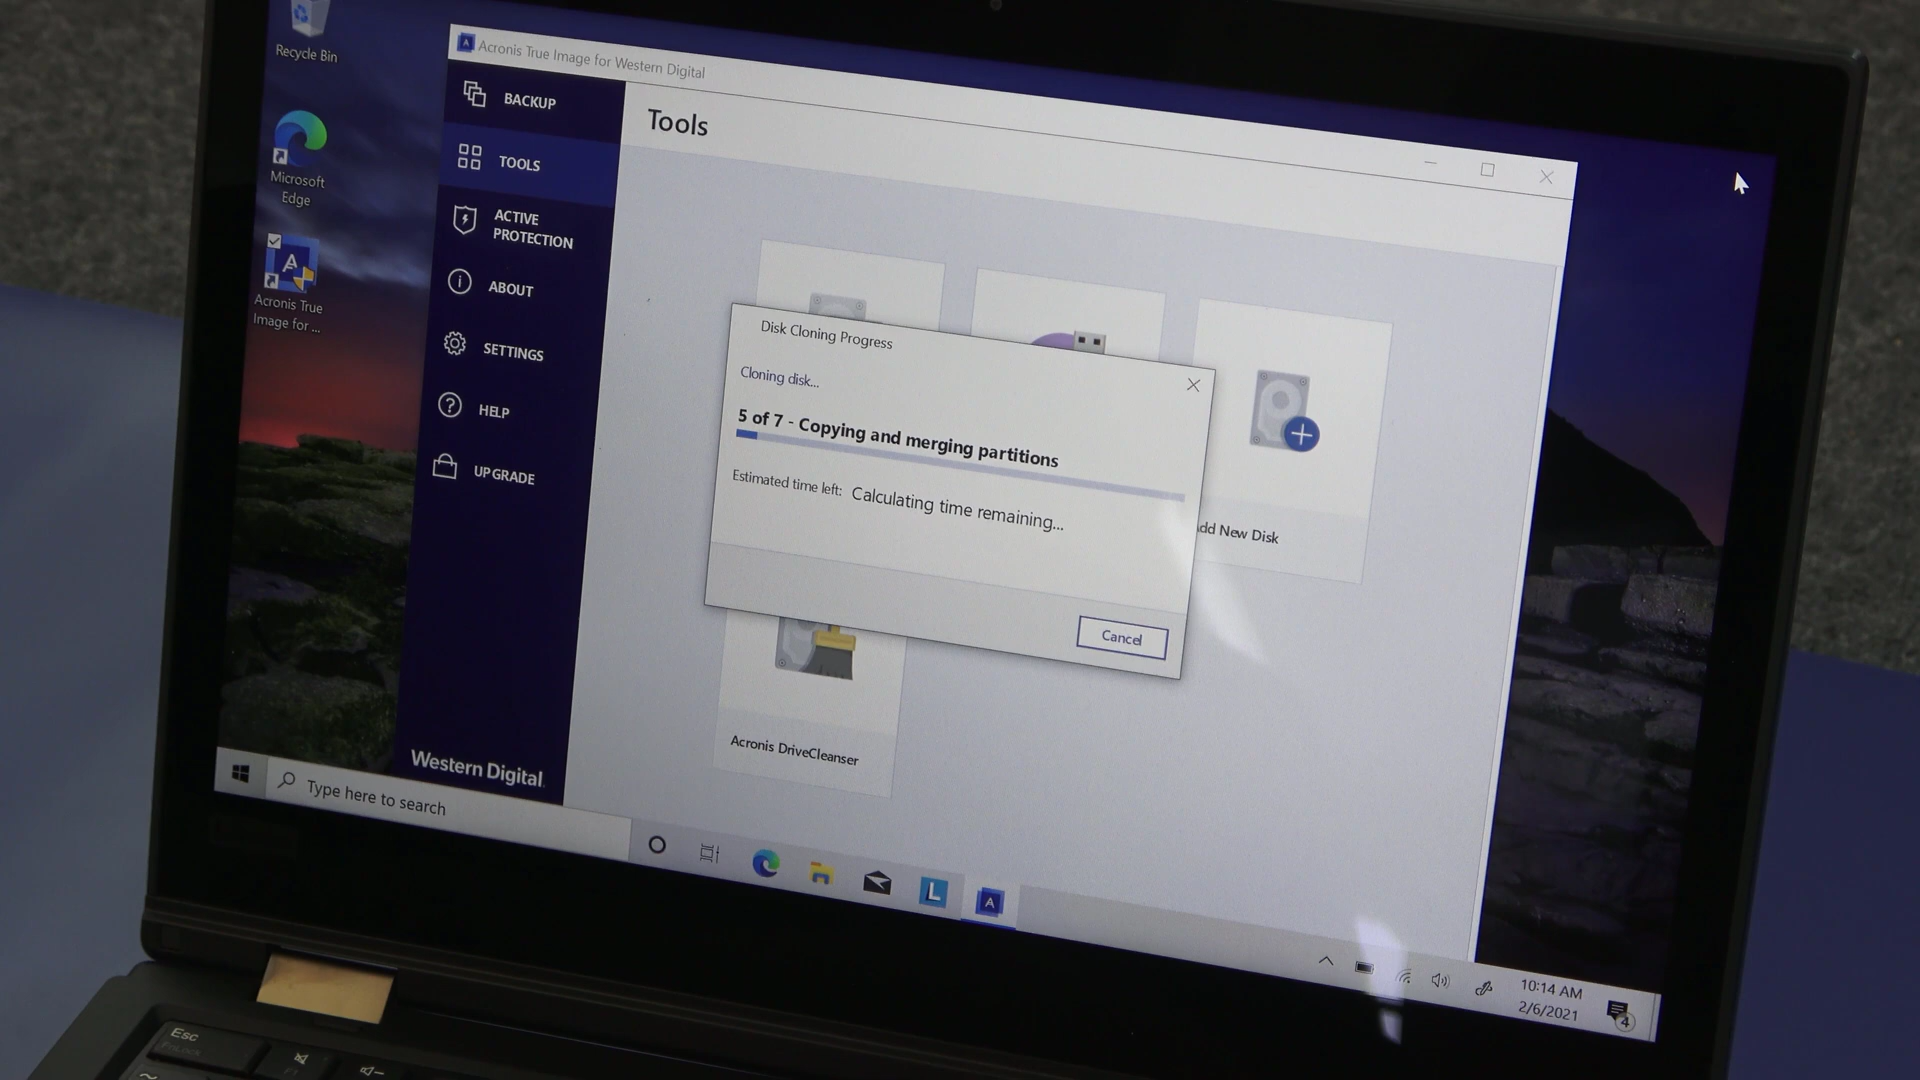 Recycle Bin
Microsoft
Edge
Acronis True
Image for ...
Acronis True Image for Western Digital
BACKUP
TOOLS
ACTIVE
PROTECTION
ABOUT
SETTINGS
HELP
UPGRADE
Western Digital
Tools
Disk Cloning Progress
Cloning disk...
5 of 7 - Copying and merging partitions
Estimated time left: Calculating time remaining...
Cancel
dd New Disk
Acronis DriveCleanser
Type here to search
L
A
10:14 AM
2/6/2021
4
Esc
FnLock
F1